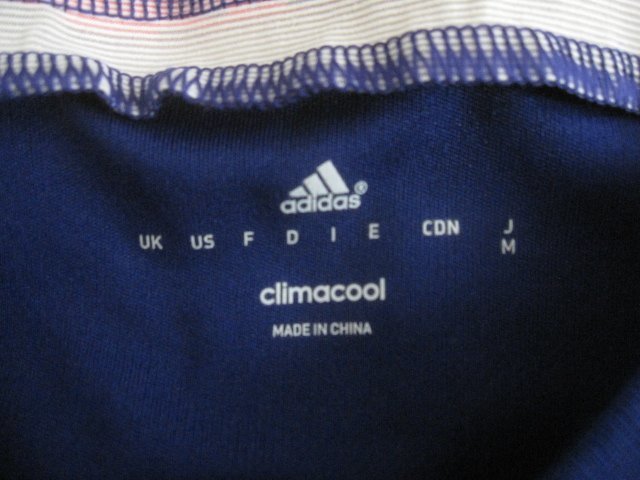 adidas®
UK US F D I E CDN J
M
climacool
MADE IN CHINA